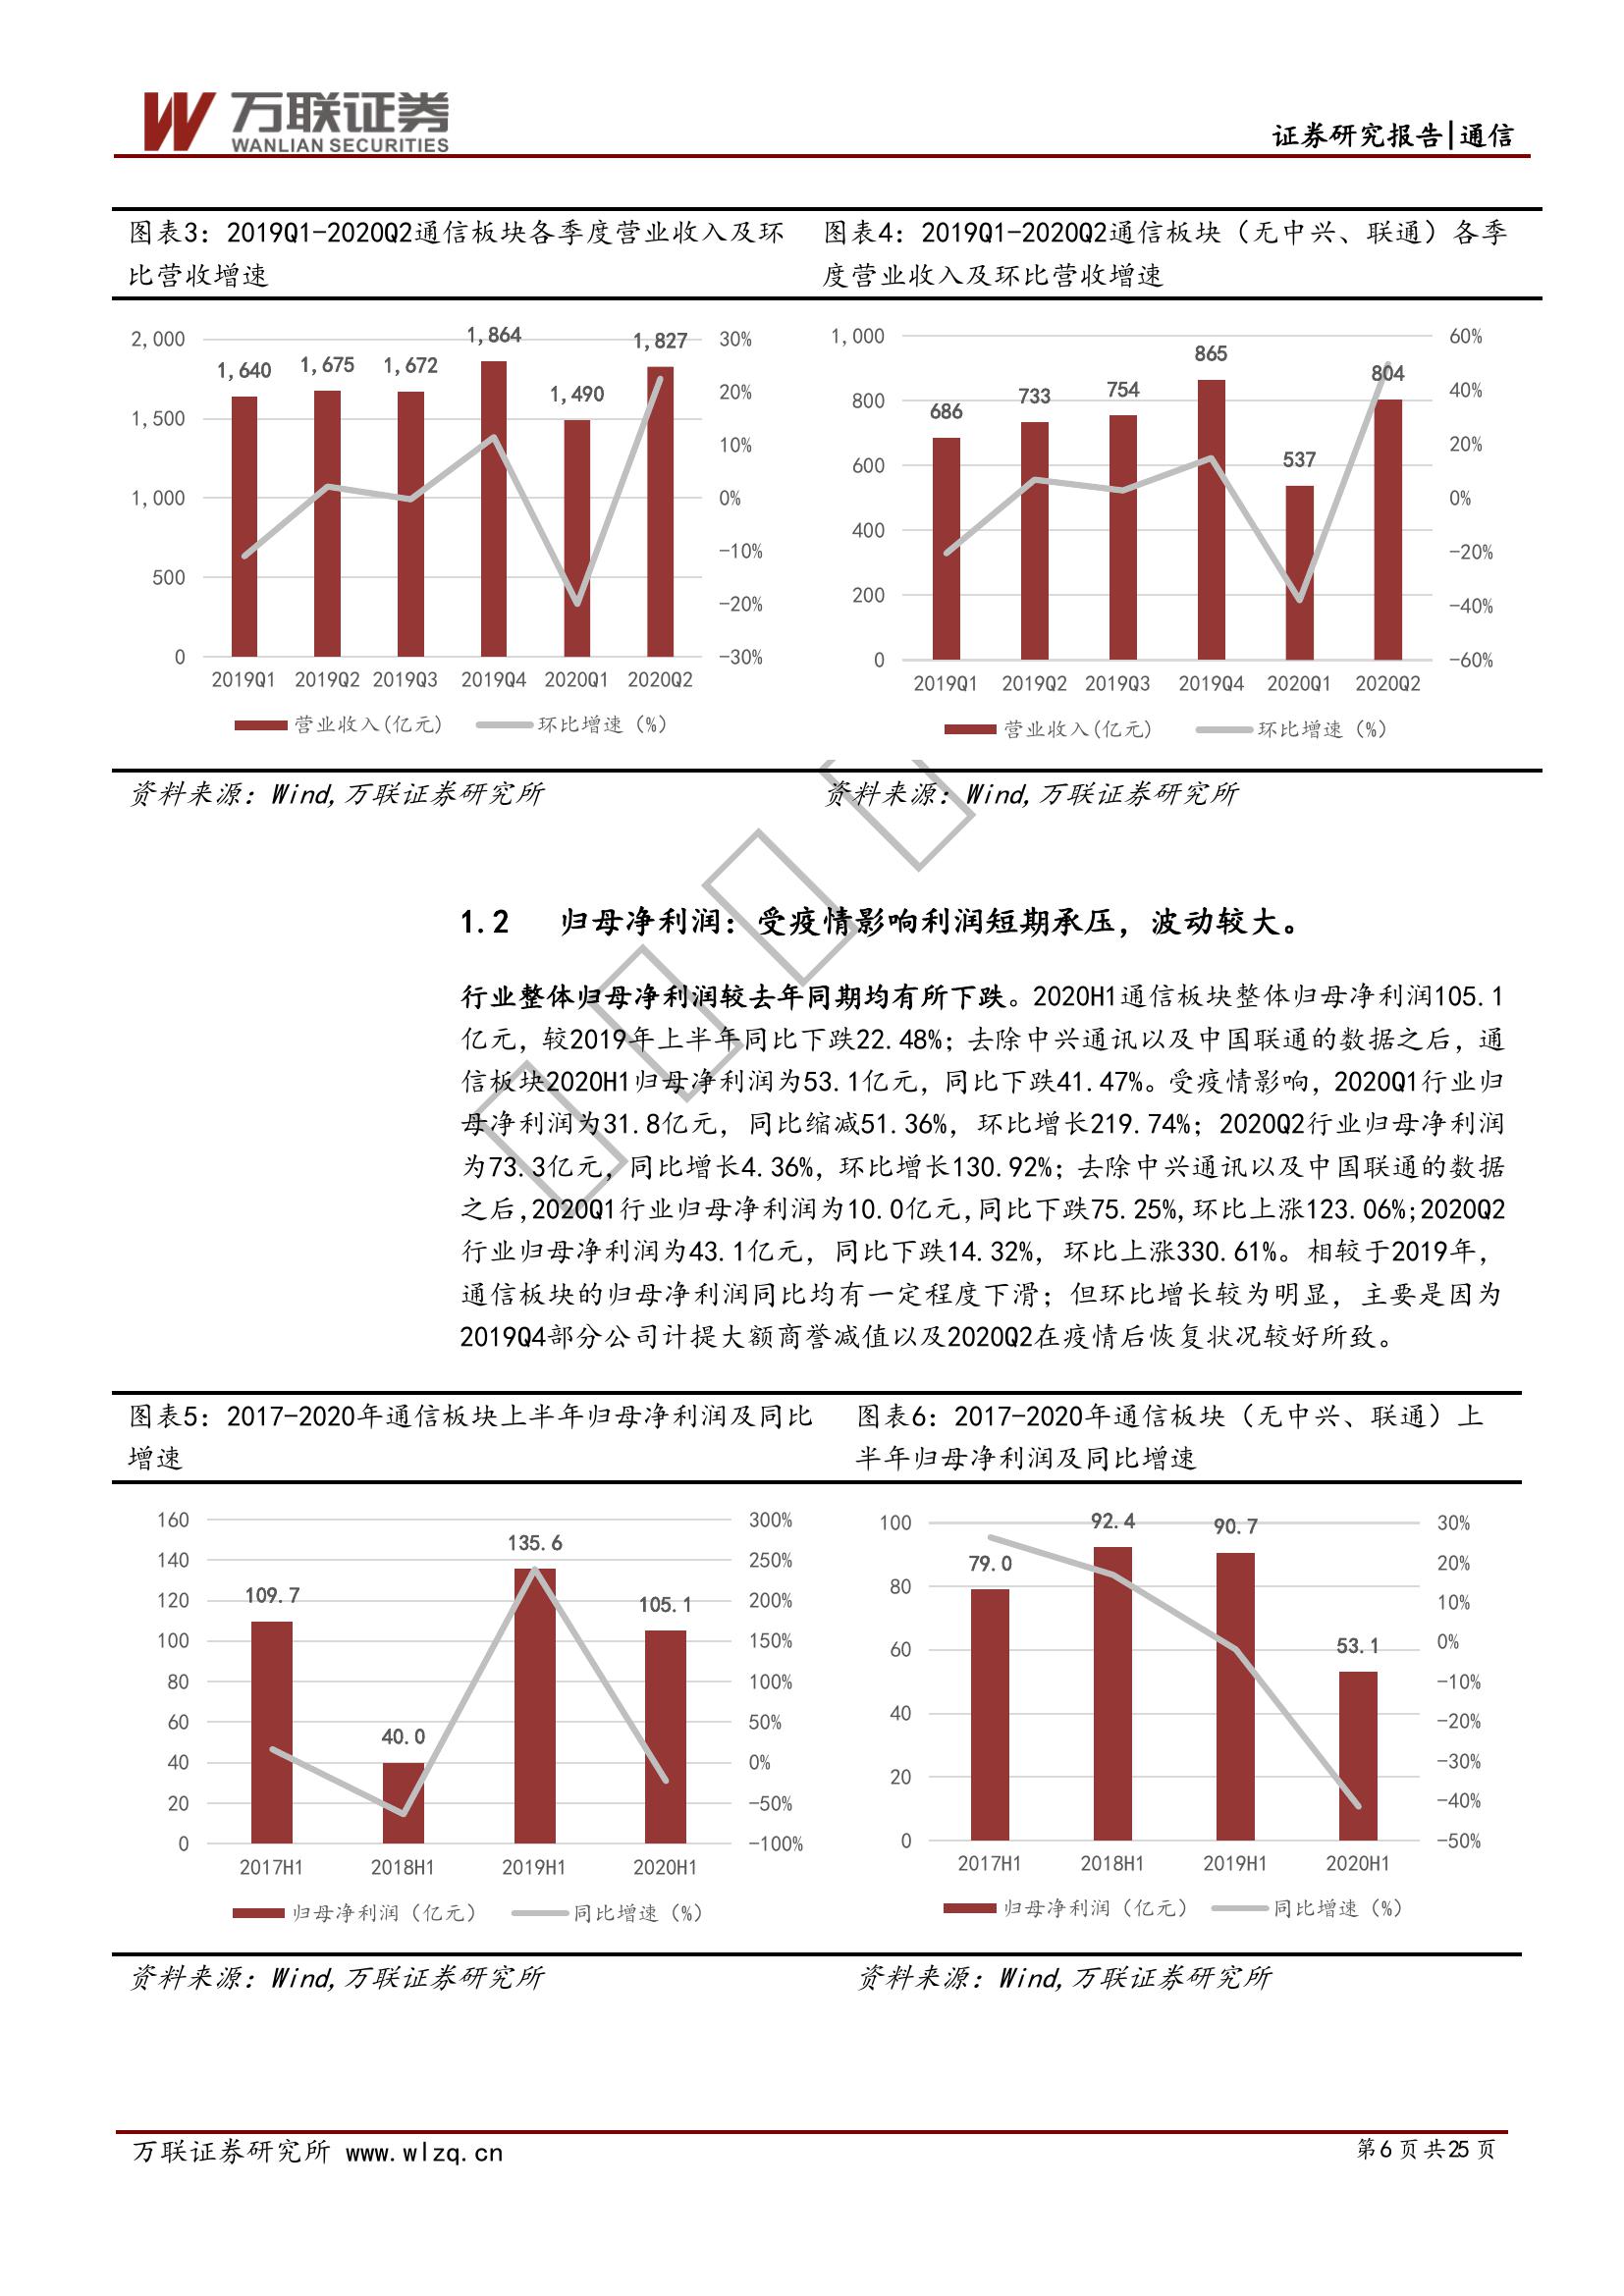 万联证券
WANLIAN SECURITIES
证券研究报告|通信
图表3：2019Q1-2020Q2通信板块各季度营业收入及环
比营收增速
2,000
1,500
1,000
500
0
1,640
1,675
1,672
1,864
1,490
1,827
30%
20%
10%
0%
-10%
-20%
-30%
2019Q1 2019Q2 2019Q3 2019Q4 2020Q1 2020Q2
营业收入(亿元) 环比增速（%）
资料来源：Wind,万联证券研究所
图表4：2019Q1-2020Q2通信板块（无中兴、联通）各季
度营业收入及环比营收增速
1,000
800
600
400
200
0
686
733
754
865
537
804
60%
40%
20%
0%
-20%
-40%
-60%
2019Q1 2019Q2 2019Q3 2019Q4 2020Q1 2020Q2
营业收入(亿元) 环比增速（%）
资料来源：Wind,万联证券研究所
1.2 归母净利润：受疫情影响利润短期承压，波动较大。
行业整体归母净利润较去年同期均有所下跌。2020H1通信板块整体归母净利润105.1
亿元，较2019年上半年同比下跌22.48%；去除中兴通讯以及中国联通的数据之后，通
信板块2020H1归母净利润为53.1亿元，同比下跌41.47%。受疫情影响，2020Q1行业归
母净利润为31.8亿元，同比缩减51.36%，环比增长219.74%；2020Q2行业归母净利润
为73.3亿元，同比增长4.36%，环比增长130.92%；去除中兴通讯以及中国联通的数据
之后,2020Q1行业归母净利润为10.0亿元,同比下跌75.25%,环比上涨123.06%;2020Q2
行业归母净利润为43.1亿元，同比下跌14.32%，环比上涨330.61%。相较于2019年，
通信板块的归母净利润同比均有一定程度下滑；但环比增长较为明显，主要是因为
2019Q4部分公司计提大额商誉减值以及2020Q2在疫情后恢复状况较好所致。
图表5：2017-2020年通信板块上半年归母净利润及同比
增速
160
140
120
100
80
60
40
20
0
109.7
40.0
135.6
105.1
300%
250%
200%
150%
100%
50%
0%
-50%
-100%
2017H1 2018H1 2019H1 2020H1
归母净利润（亿元） 同比增速（%）
资料来源：Wind,万联证券研究所
图表6：2017-2020年通信板块（无中兴、联通）上
半年归母净利润及同比增速
100
80
60
40
20
0
79.0
92.4
90.7
53.1
30%
20%
10%
0%
-10%
-20%
-30%
-40%
-50%
2017H1 2018H1 2019H1 2020H1
归母净利润（亿元） 同比增速（%）
资料来源：Wind,万联证券研究所
万联证券研究所 www.wlzq.cn
第6页共25页